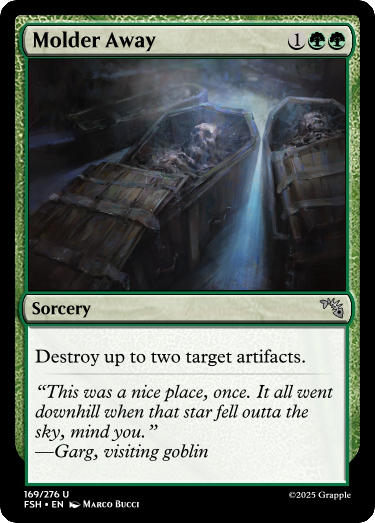 Molder Away 1
Sorcery
Destroy up to two target artifacts.
“This was a nice place, once. It all went
downhill when that star fell outta the
sky, mind you.”
—Garg, visiting goblin
169/276 U
FSH • EN Marco Bucci
©2025 Grapple